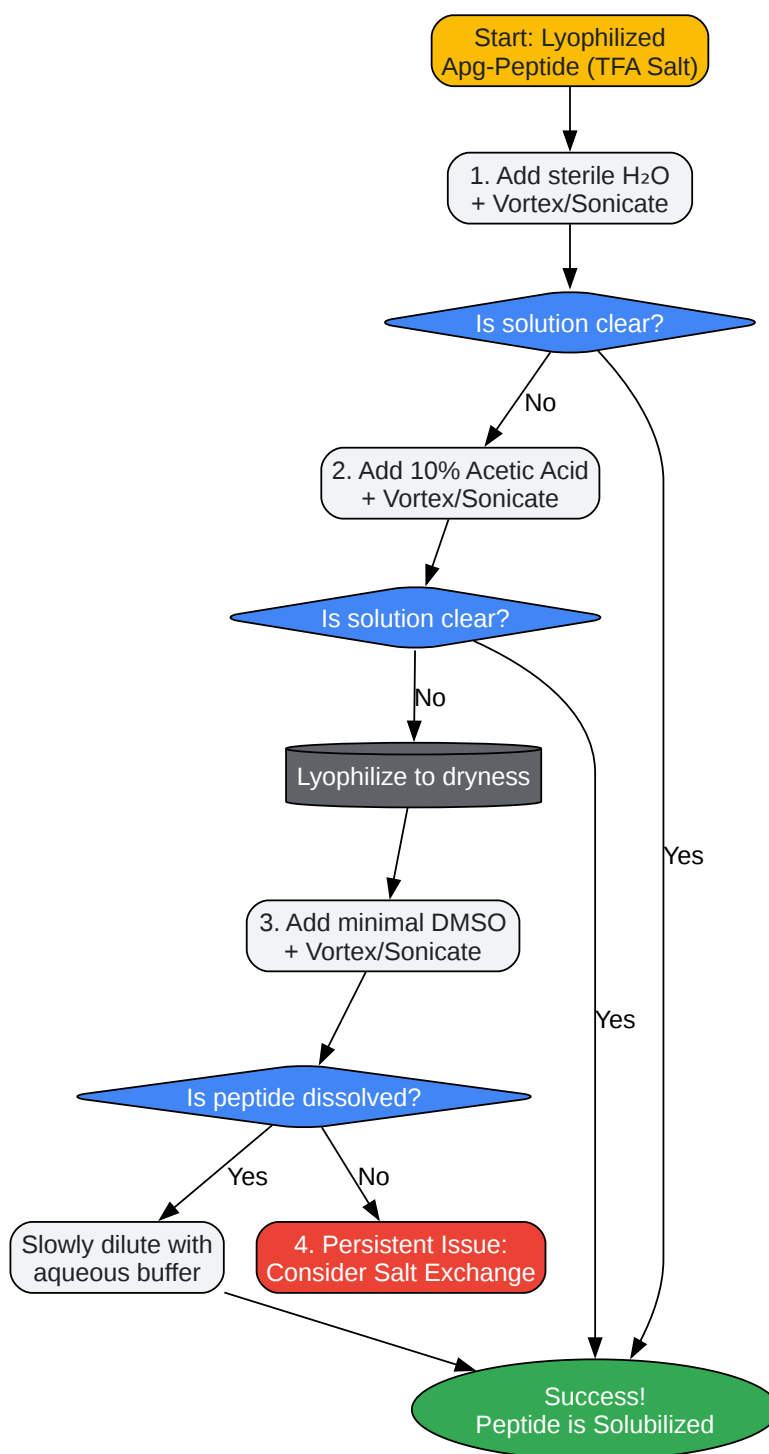 Start: Lyophilized
Apg-Peptide (TFA Salt)
1. Add sterile H₂O
+ Vortex/Sonicate
Is solution clear?
No
2. Add 10% Acetic Acid
+ Vortex/Sonicate
Is solution clear?
No
Lyophilize to dryness
Yes
3. Add minimal DMSO
+ Vortex/Sonicate
Yes
Is peptide dissolved?
Yes
No
Slowly dilute with
aqueous buffer
4. Persistent Issue:
Consider Salt Exchange
Success!
Peptide is Solubilized